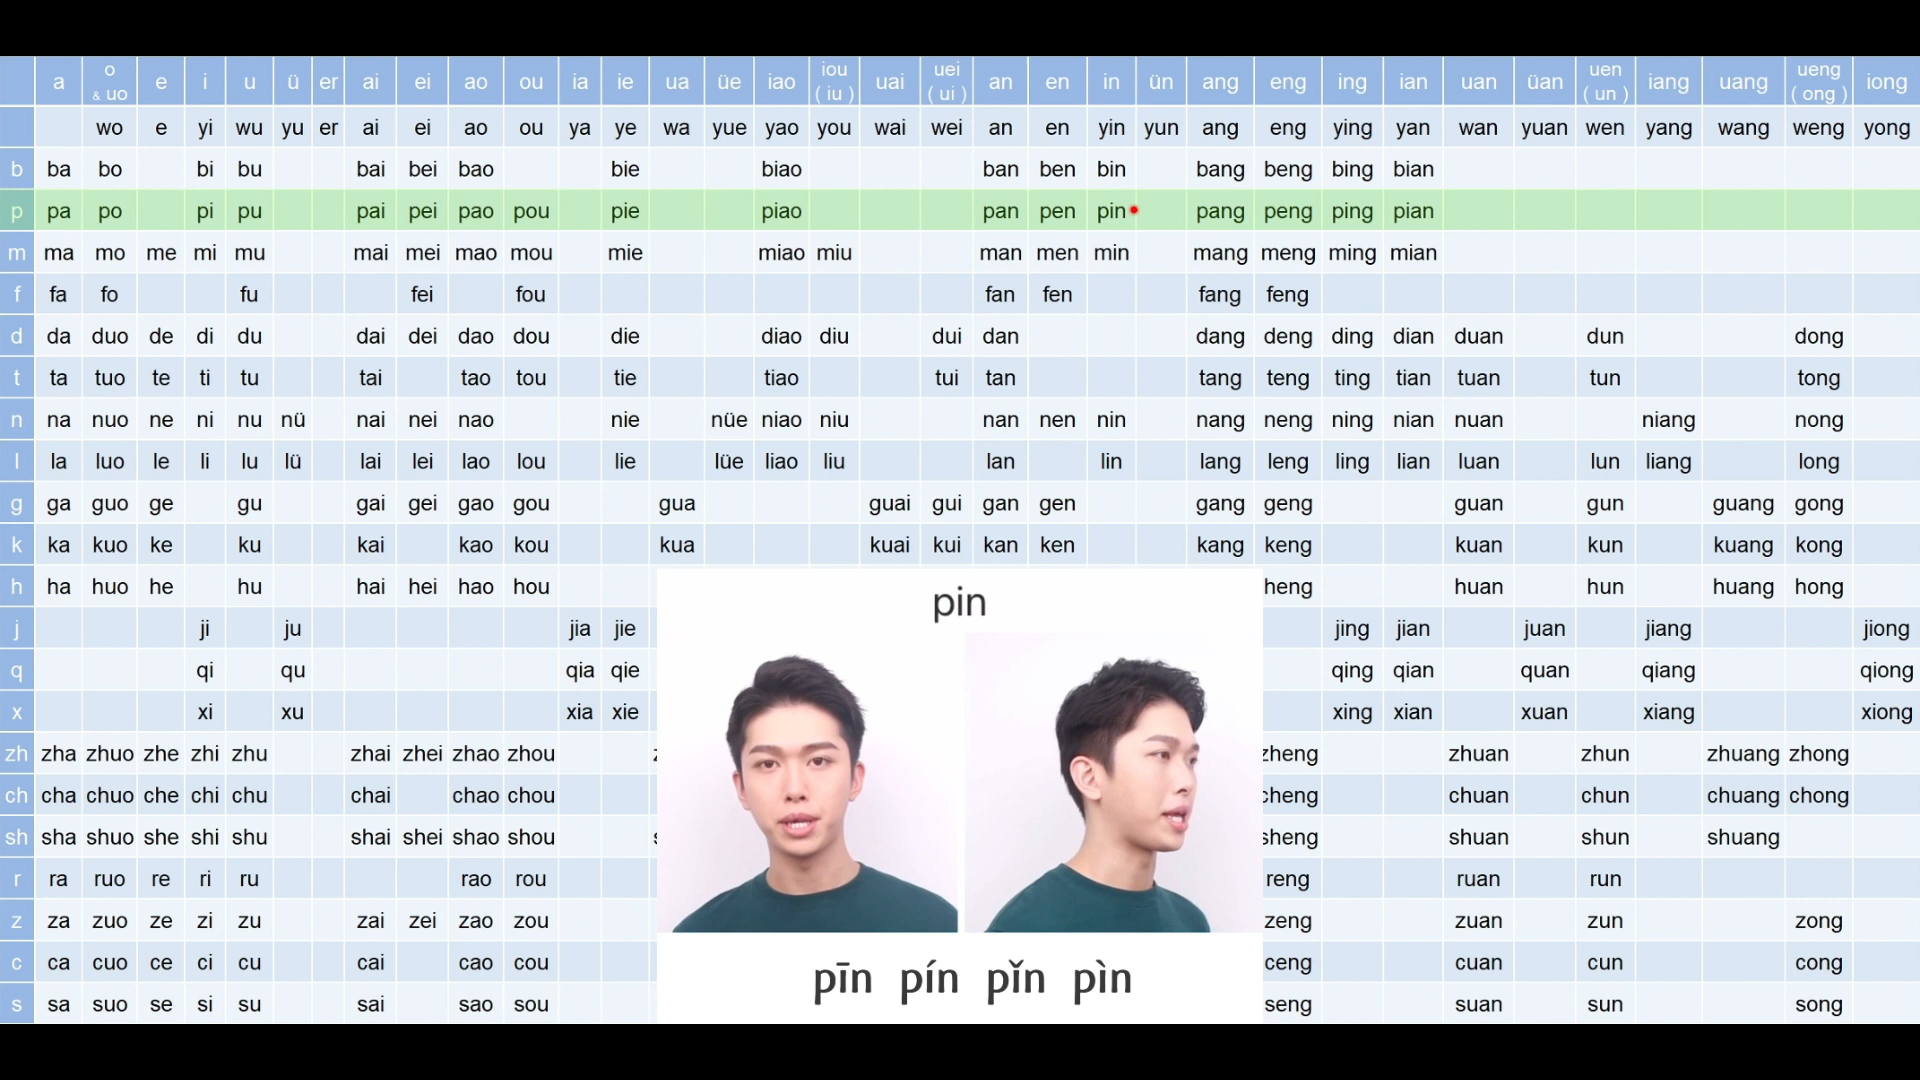 a o & uo e i u ü er ai ei ao ou ia ie ua üe iao iou ( iu ) uai uei ( ui ) an en in ün ang eng ing ian uan üan uen ( un ) iang uang ueng ( ong ) iong
wo e yi wu yu er ai ei ao ou ya ye wa yue yao you wai wei an en yin yun ang eng ying yan wan yuan wen yang wang weng yong
b ba bo bi bu bai bei bao bie biao ban ben bin bang beng bing bian
p pa po pi pu pai pei pao pou pie piao pan pen pin pang peng ping pian
m ma mo me mi mu mai mei mao mou mie miao miu man men min mang meng ming mian
f fa fo fu fei fou fan fen fang feng
d da duo de di du dai dei dao dou die diao diu dui dan dang deng ding dian duan dun dong
t ta tuo te ti tu tai tao tou tie tiao tui tan tang teng ting tian tuan tun tong
n na nuo ne ni nu nü nai nei nao nie nüe niao niu nan nen nin nang neng ning nian nuan niang nong
l la luo le li lu lü lai lei lao lou lie lüe liao liu lan lin lang leng ling lian luan lun liang long
g ga guo ge gu gai gei gao gou gua guai gui gan gen gang geng guan gun guang gong
k ka kuo ke ku kai kao kou kua kuai kui kan ken kang keng kuan kun kuang kong
h ha huo he hu hai hei hao hou heng huan hun huang hong
j ji ju jia jie jing jian juan jiang jiong
q qi qu qia qie qing qian quan qiang qiong
x xi xu xia xie xing xian xuan xiang xiong
zh zha zhuo zhe zhi zhu zhai zhei zhao zhou zheng zhuan zhun zhuang zhong
ch cha chuo che chi chu chai chao chou cheng chuan chun chuang chong
sh sha shuo she shi shu shai shei shao shou sheng shuan shun shuang
r ra ruo re ri ru rao rou reng ruan run
z za zuo ze zi zu zai zei zao zou zeng zuan zun zong
c ca cuo ce ci cu cai cao cou ceng cuan cun cong
s sa suo se si su sai sao sou seng suan sun song
pin
pīn pín pǐn pìn